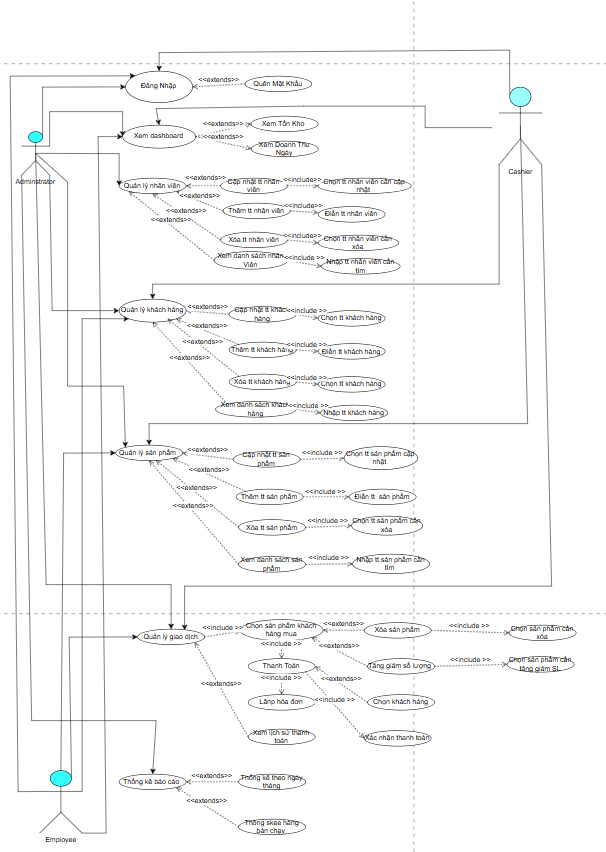 <<extends>>
Quên Mật Khẩu
Đăng Nhập
<<extends>>
Xem Tồn Kho
Xem dashboard
<<extends>>
Xem Doanh Thu
Ngày
Adminstrator
Cashier
<<extends>>
Cập nhật tt nhân
viên
<<include>>
Chọn tt nhân viên cần cập
nhật
Quản lý nhân viên
<<extends>>
Thêm tt nhân viên
<<include>>
Điền tt nhân viên
<<extends>>
<<extends>>
Xóa tt nhân viên
<<include>>
Chọn tt nhân viên cần
xóa
Xem danh sách nhân
Viên
<<include>>
Nhập tt nhân viên cần
tìm
Quản lý khách hàng
<<extends>>
Cập nhật tt khác
hàng
<<include >>
Chọn tt khách hàng
<<extends>>
Thêm tt khách hàng
<<include >>
Điền tt khách hàng
<<extends>>
<<extends>>
Xóa tt khách hàng
<<include >>
Chọn tt khách hàng
Xem danh sách khách
hàng
<<include >>
Nhập tt khách hàng
Quản lý sản phẩm
<<extends>>
Cập nhật tt sản
phẩm
<<include >>
Chọn tt sản phẩm cập
nhật
<<extends>>
Thêm tt sản phẩm
<<include >>
Điền tt sản phẩm
<<extends>>
<<extends>>
Xóa tt sản phẩm
<<include >>
Chọn tt sản phẩm cần
xóa
Xem danh sách sản
phẩm
<<include >>
Nhập tt sản phẩm cần
tìm
Quản lý giao dịch
<<include >>
Chọn sản phẩm khách
hàng mua
<<extends>>
Xóa sản phẩm
<<include >>
Chọn sản phẩm cần
xóa
<<include >>
<<extends>>
Thanh Toán
Tăng giảm số lượng
<<include >>
Chọn sản phẩm cần
tăng giảm SL
<<include >>
<<extends>>
<<extends>>
Lânp hóa đơn
<<include >>
Chọn khách hàng
Xem lịch sử thanh
toán
Xác nhận thanh toán
Thống kê báo cáo
<<extends>>
Thống kê theo ngày
tháng
<<extends>>
Thống skee hàng
bán chạy
Employee